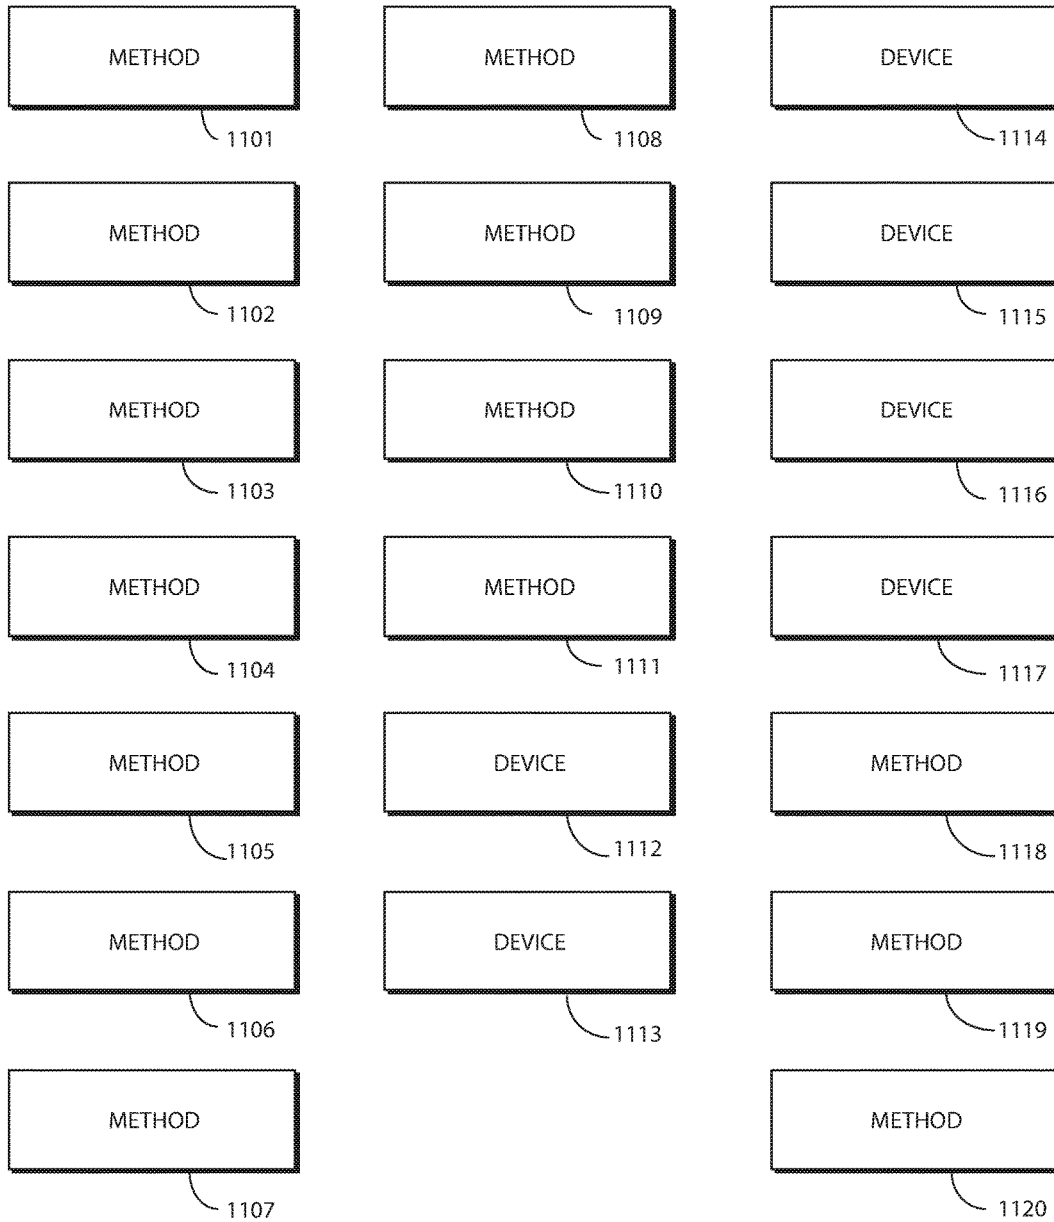 METHOD
1101
METHOD
1102
METHOD
1103
METHOD
1104
METHOD
1105
METHOD
1106
METHOD
1107
METHOD
1108
METHOD
1109
METHOD
1110
METHOD
1111
DEVICE
1112
DEVICE
1113
DEVICE
1114
DEVICE
1115
DEVICE
1116
DEVICE
1117
METHOD
1118
METHOD
1119
METHOD
1120